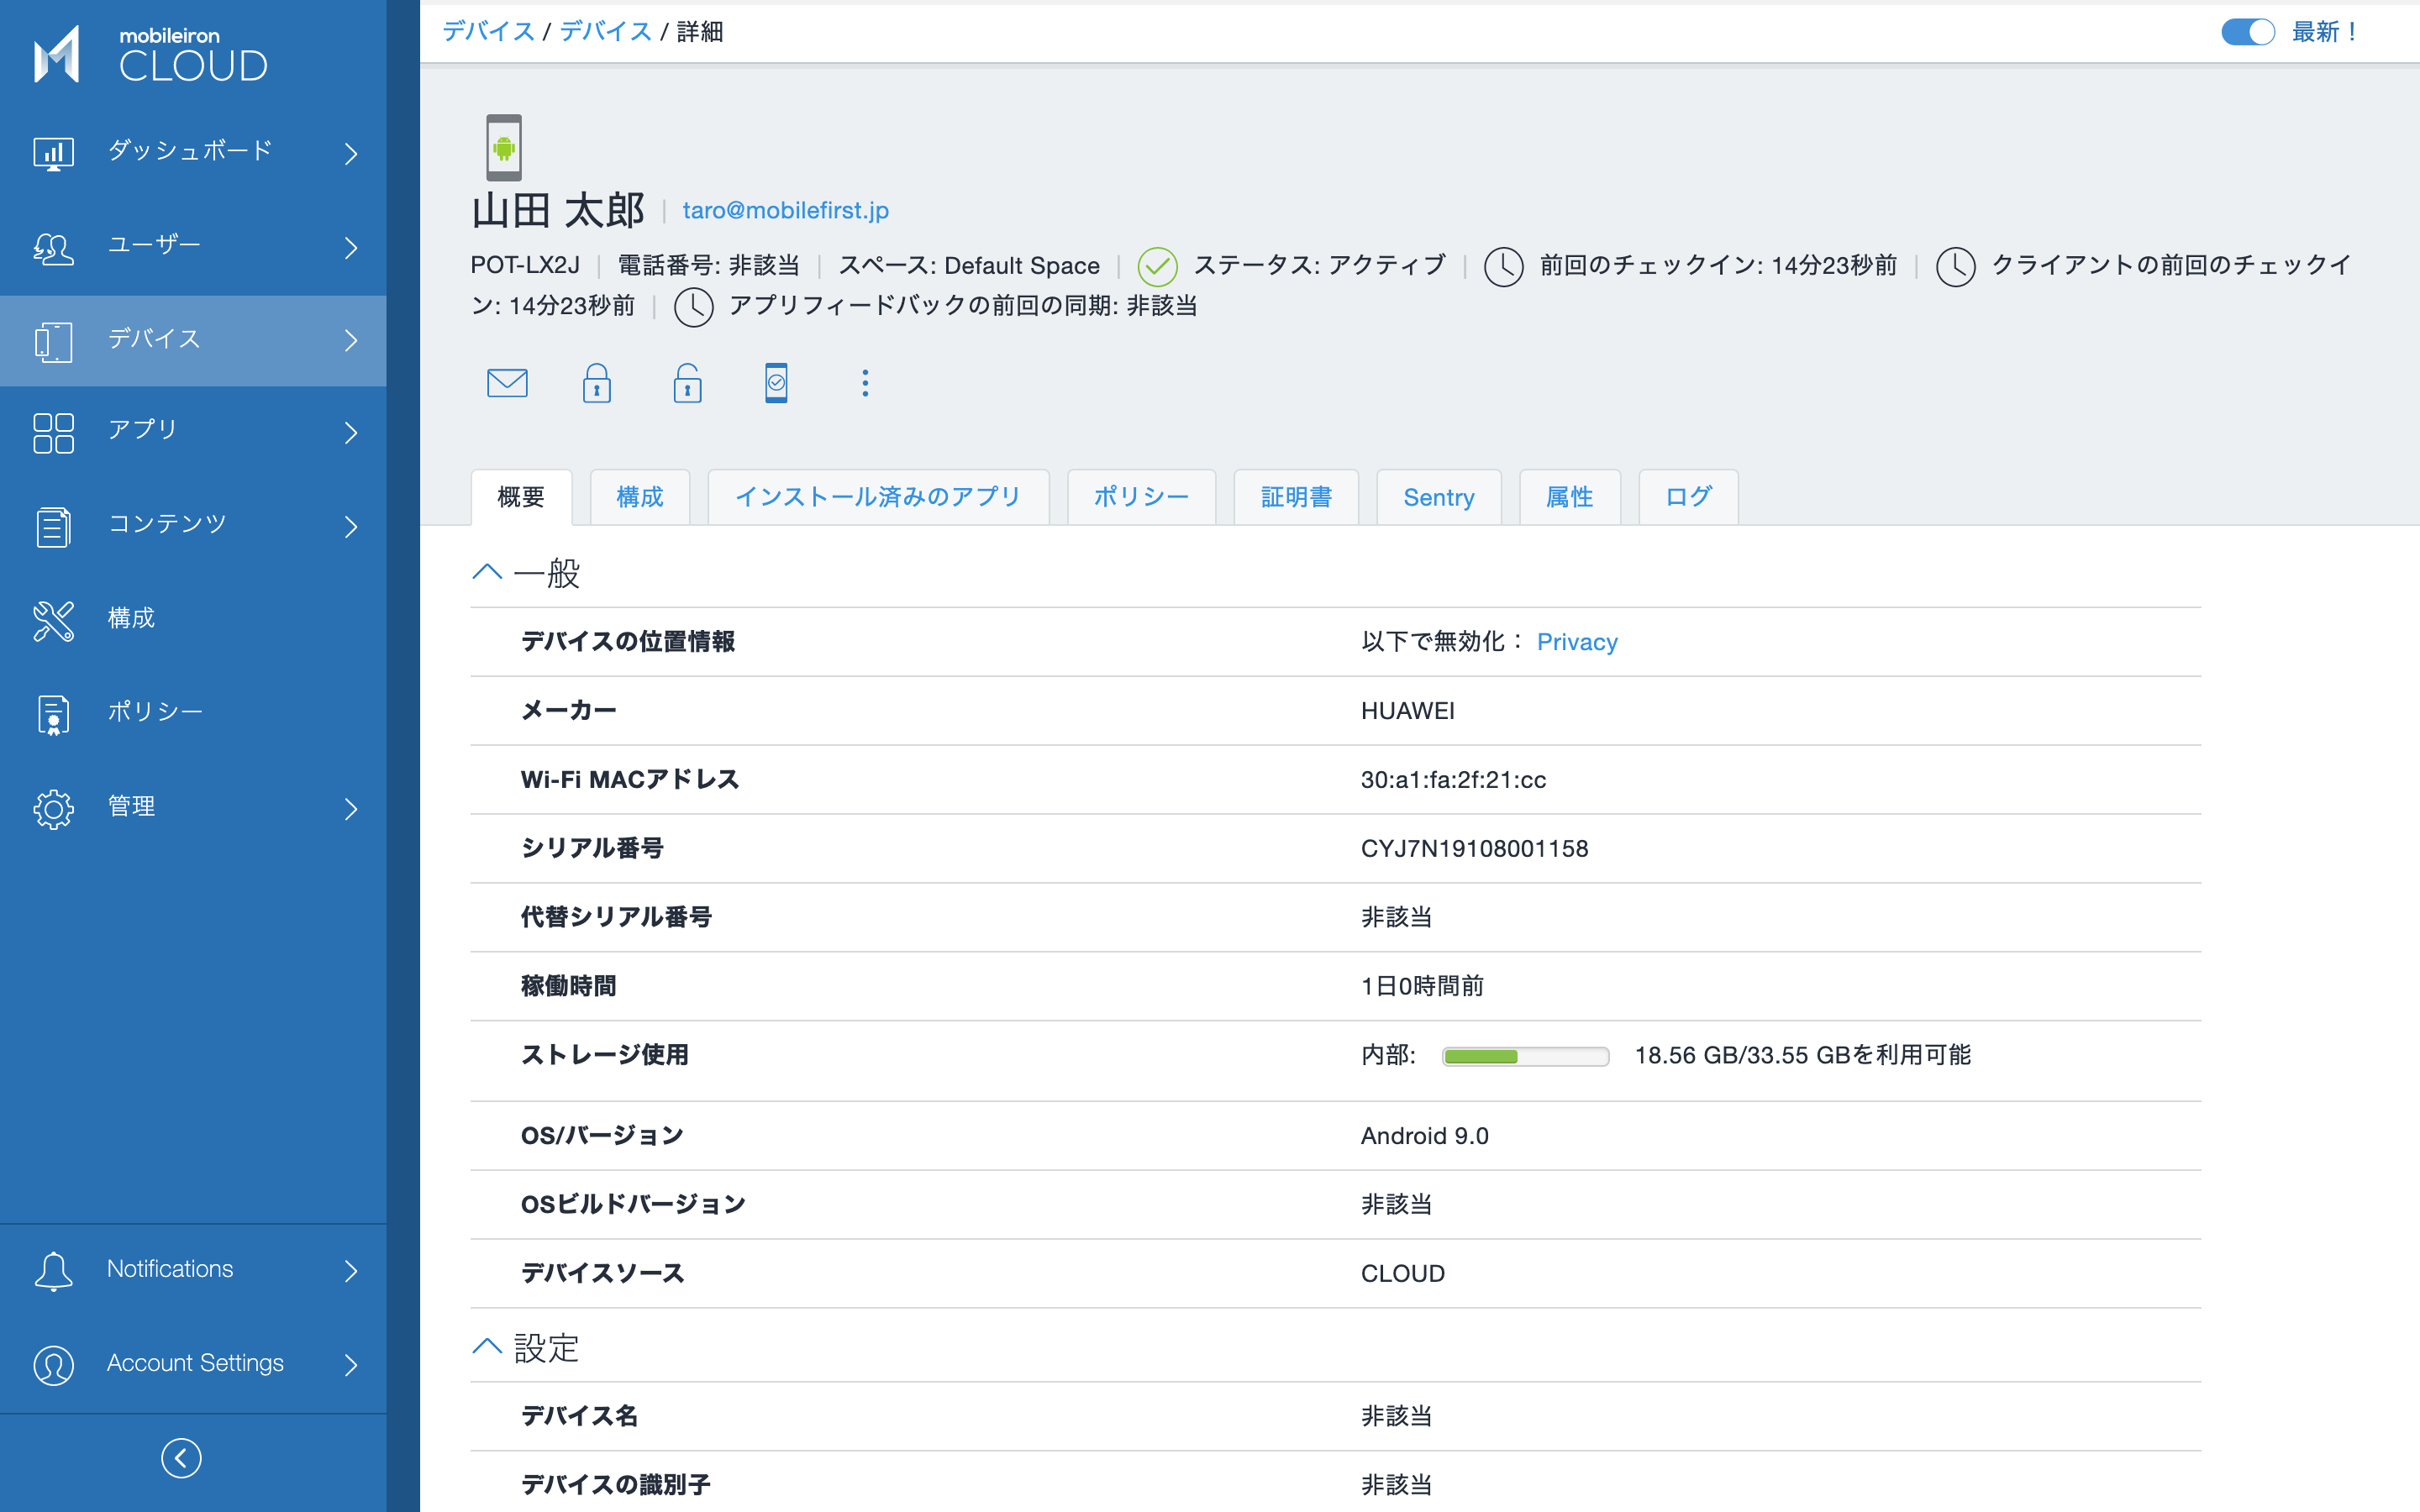 mobileiron
CLOUD
ダッシュボード
ユーザー
デバイス
アプリ
コンテンツ
構成
ポリシー
管理
Notifications
Account Settings
デバイス / デバイス / 詳細
最新！
山田 太郎 | taro@mobilefirst.jp
POT-LX2J | 電話番号: 非該当 | スペース: Default Space | ステータス: アクティブ | 前回のチェックイン: 14分23秒前 | クライアントの前回のチェックイ
ン: 14分23秒前 | アプリフィードバックの前回の同期: 非該当
概要 構成 インストール済みのアプリ ポリシー 証明書 Sentry 属性 ログ
一般
デバイスの位置情報 以下で無効化： Privacy
メーカー HUAWEI
Wi-Fi MACアドレス 30:a1:fa:2f:21:cc
シリアル番号 CYJ7N19108001158
代替シリアル番号 非該当
稼働時間 1日0時間前
ストレージ使用 内部: 18.56 GB/33.55 GBを利用可能
OS/バージョン Android 9.0
OSビルドバージョン 非該当
デバイスソース CLOUD
設定
デバイス名 非該当
デバイスの識別子 非該当